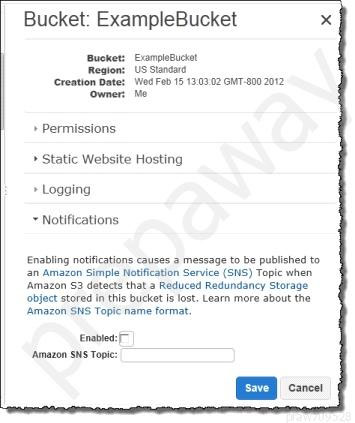 Bucket: ExampleBucket ×
Bucket: ExampleBucket
Region: US Standard
Creation Date: Wed Feb 15 13:03:02 GMT-800 2012
Owner: Me
Permissions
Static Website Hosting
Logging
Notifications
Enabling notifications causes a message to be published to
an Amazon Simple Notification Service (SNS) Topic when
Amazon S3 detects that a Reduced Redundancy Storage
object stored in this bucket is lost. Learn more about the
Amazon SNS Topic name format.
Enabled:
Amazon SNS Topic:
Save Cancel